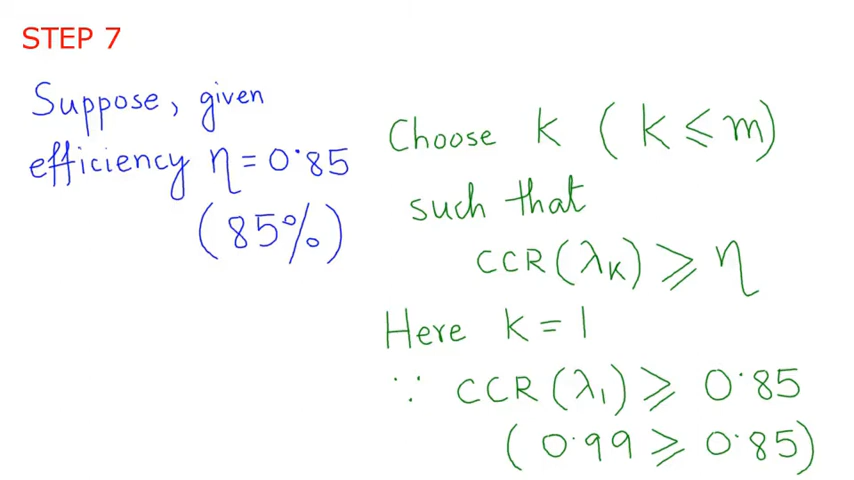 STEP 7
Suppose, given
efficiency η = 0.85
(85%)
Choose k (k ≤ m)
such that
CCR(λk) ≥ η
Here k = 1
∵ CCR(λ1) ≥ 0.85
(0.99 ≥ 0.85)